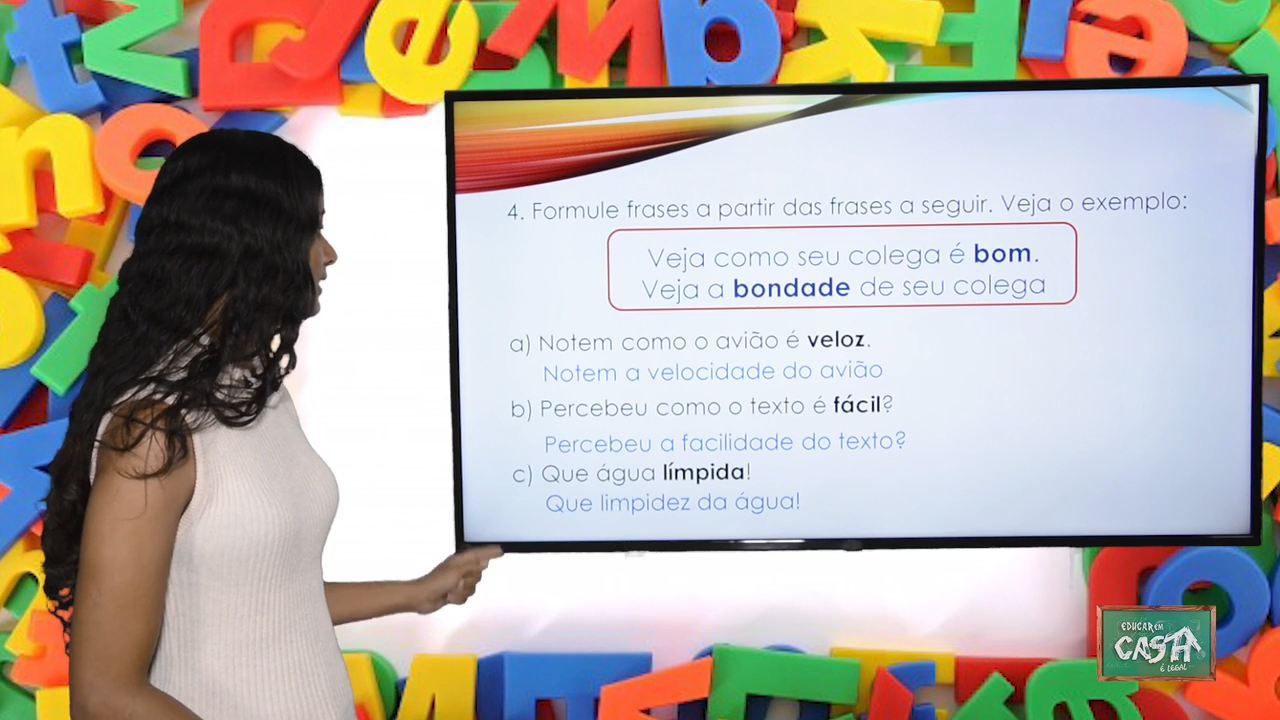 4. Formule frases a partir das frases a seguir. Veja o exemplo:
Veja como seu colega é bom.
Veja a bondade de seu colega
a) Notem como o avião é veloz.
Notem a velocidade do avião
b) Percebeu como o texto é fácil?
Percebeu a facilidade do texto?
c) Que água límpida!
Que limpidez da água!
EDUCAR EM
CASA
É LEGAL